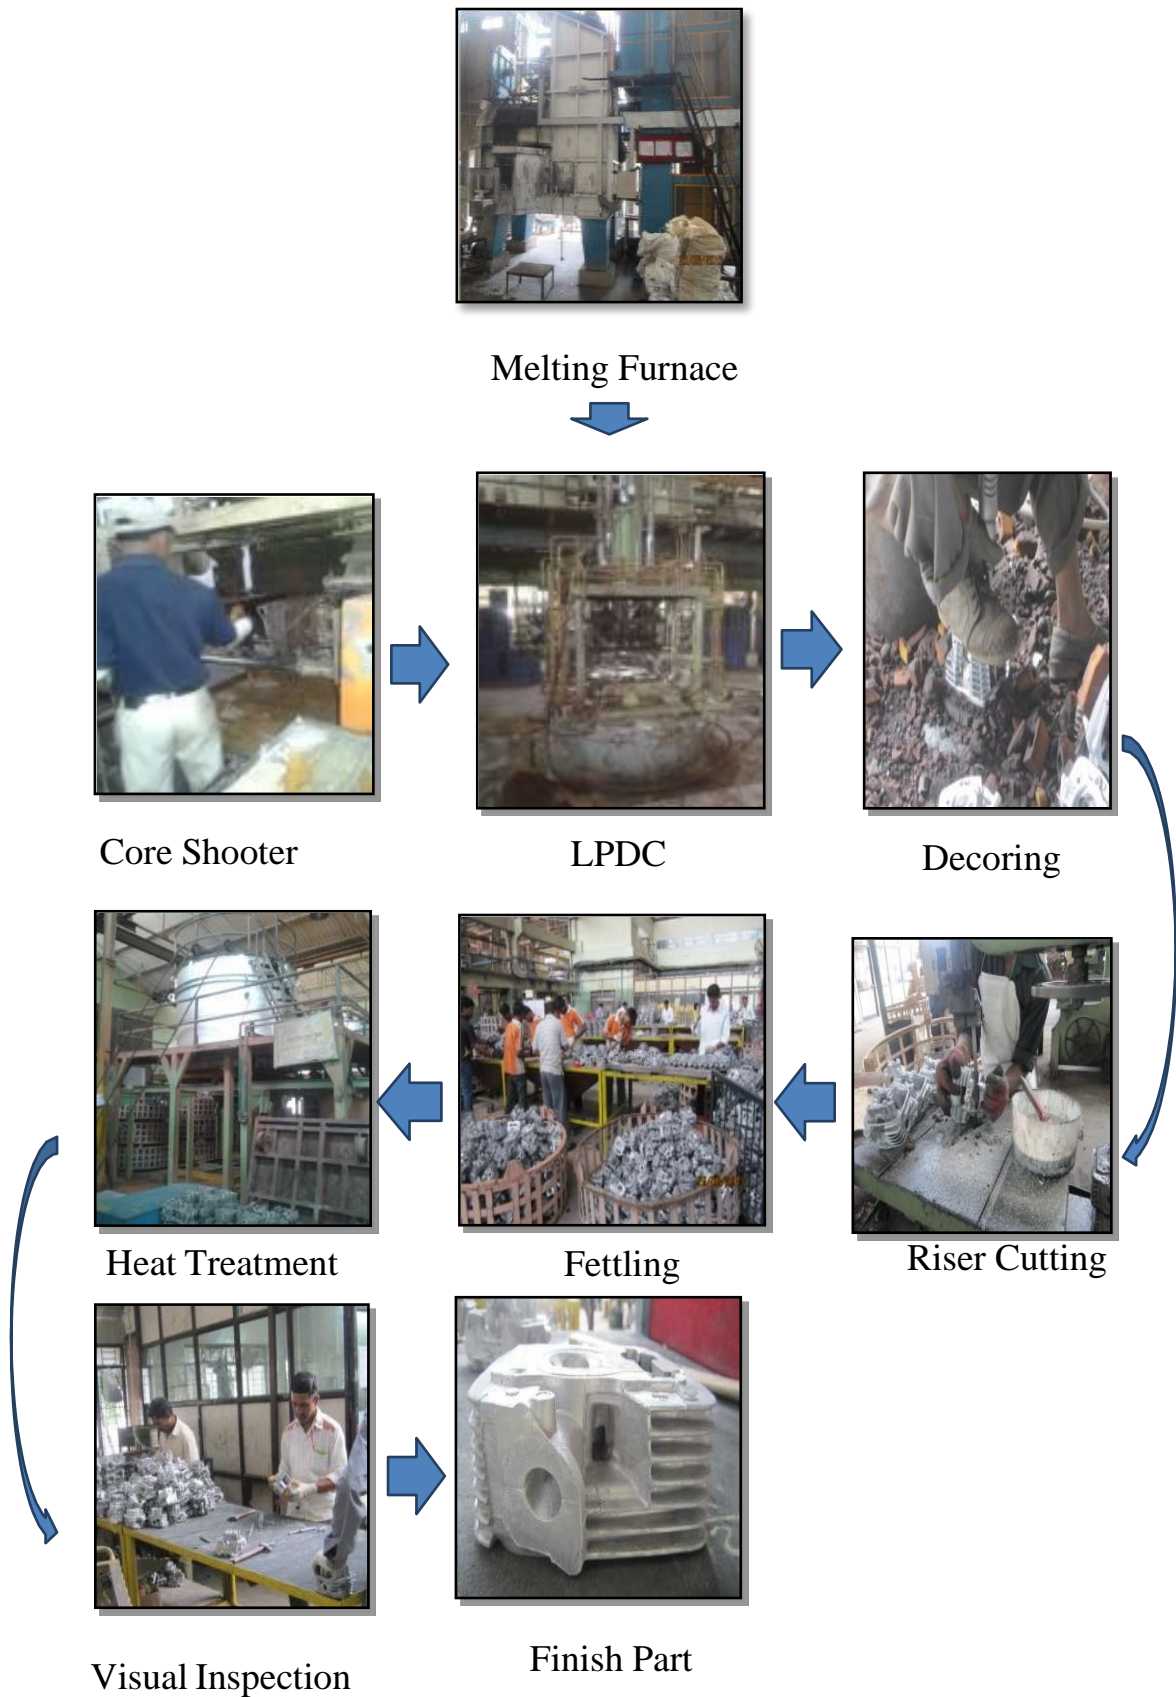 Melting Furnace
Core Shooter
LPDC
Decoring
Heat Treatment
Fettling
Riser Cutting
Visual Inspection
Finish Part